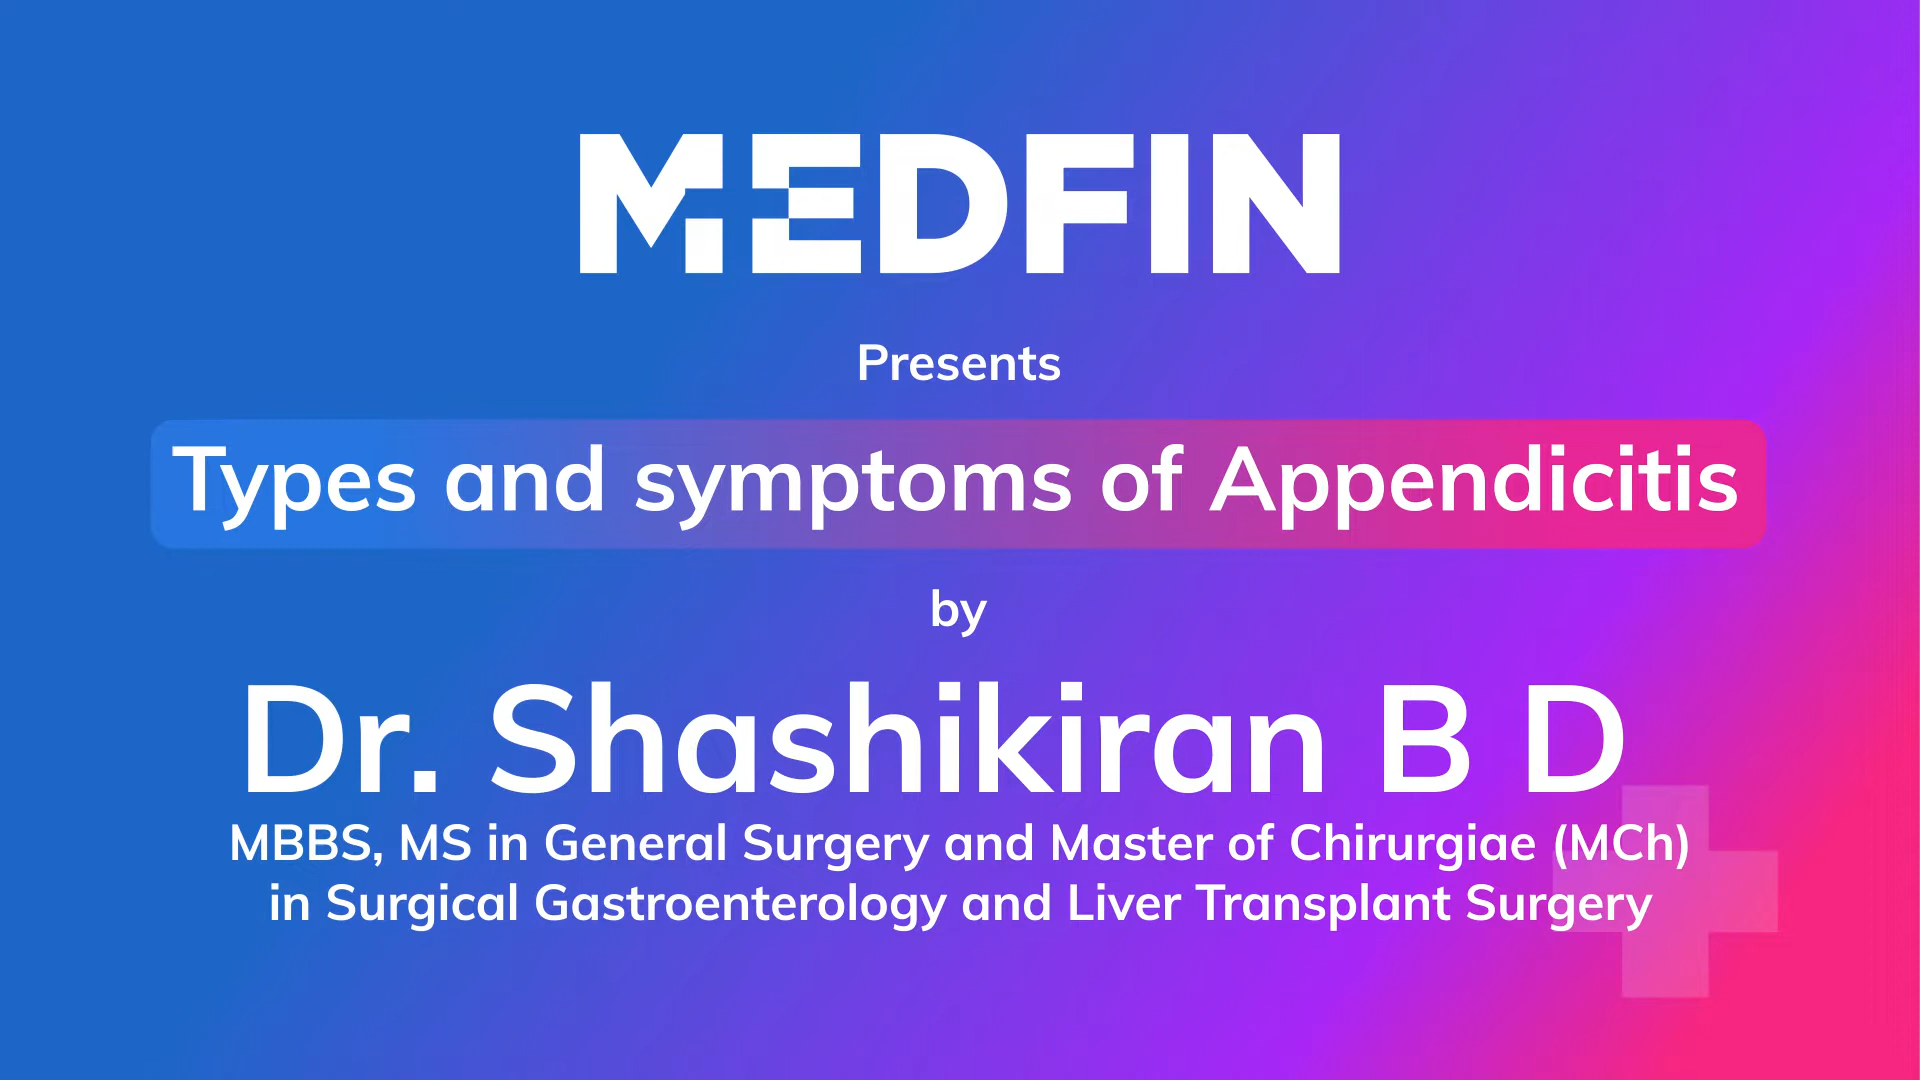 MEDFIN
Presents
Types and symptoms of Appendicitis
by
Dr. Shashikiran B D
MBBS, MS in General Surgery and Master of Chirurgiae (MCh)
in Surgical Gastroenterology and Liver Transplant Surgery